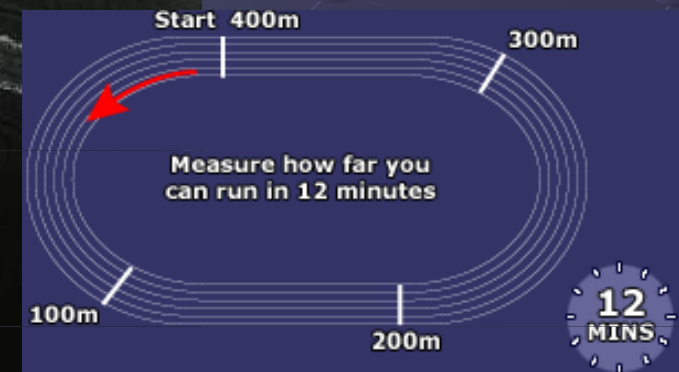 Start 400m
300m
Measure how far you
can run in 12 minutes
100m
200m
12
MINS